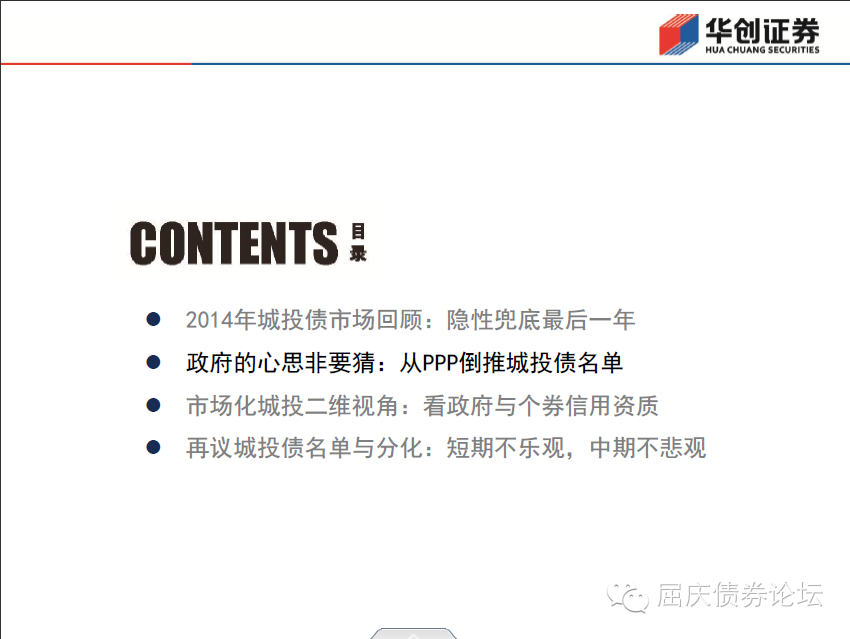 华创证券
HUA CHUANG SECURITIES
CONTENTS 目录
2014年城投债市场回顾：隐性兜底最后一年
政府的心思非要猜：从PPP倒推城投债名单
市场化城投二维视角：看政府与个券信用资质
再议城投债名单与分化：短期不乐观，中期不悲观
屈庆债券论坛